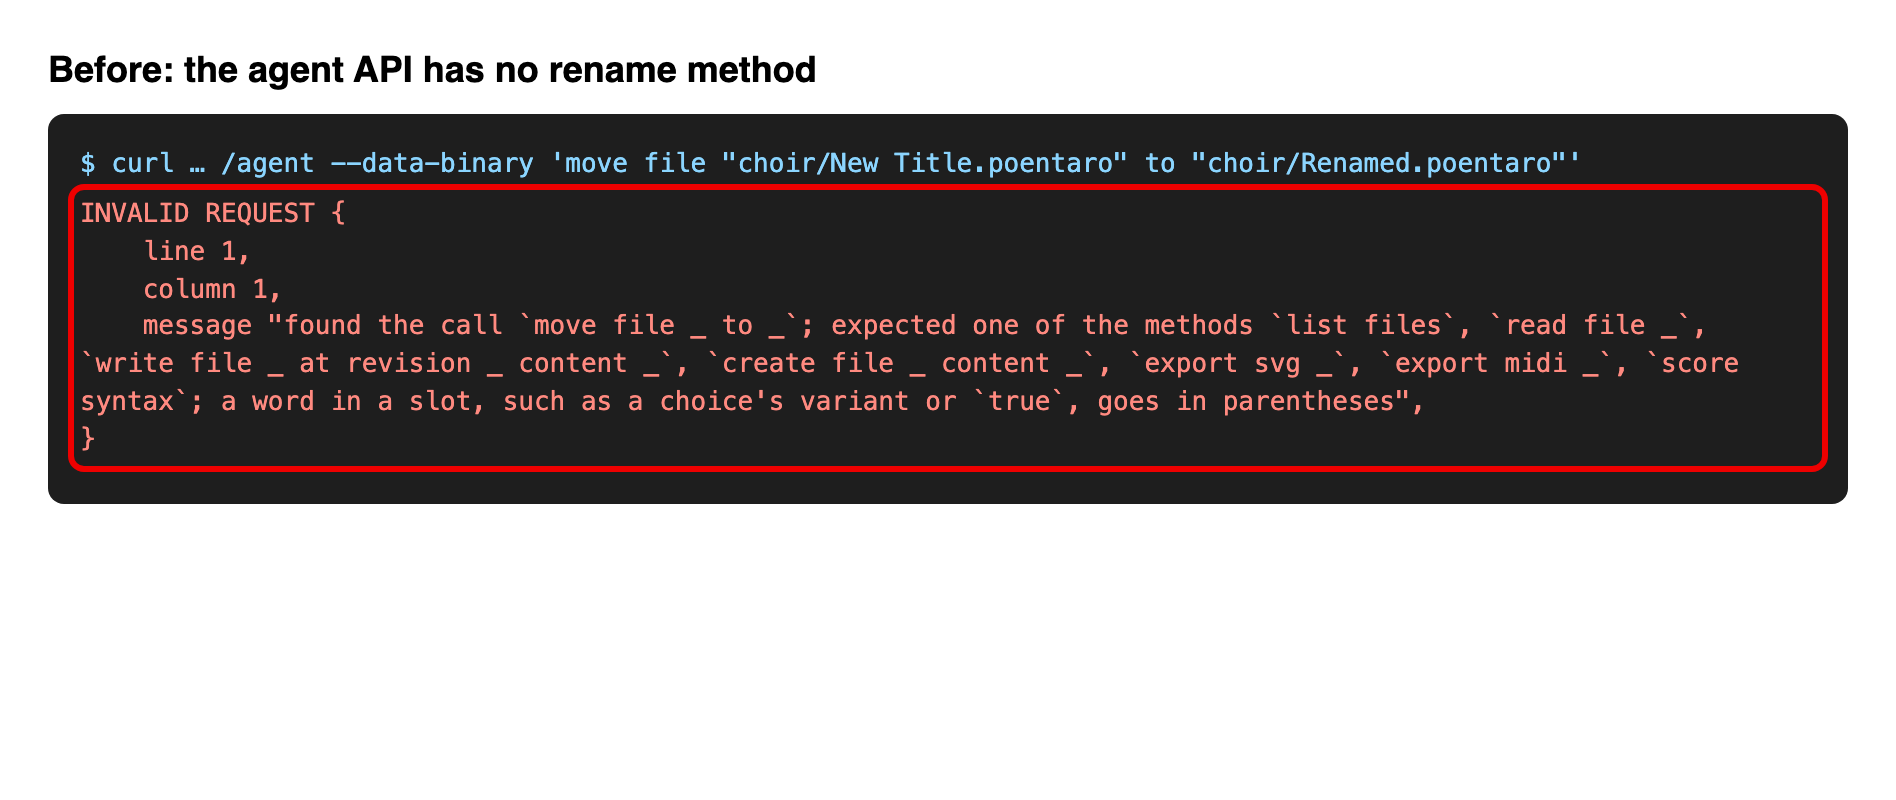 Before: the agent API has no rename method
$ curl … /agent --data-binary 'move file "choir/New Title.poentaro" to "choir/Renamed.poentaro"'
INVALID REQUEST {
    line 1,
    column 1,
    message "found the call `move file _ to _`; expected one of the methods `list files`, `read file _`,
`write file _ at revision _ content _`, `create file _ content _`, `export svg _`, `export midi _`, `score
syntax`; a word in a slot, such as a choice's variant or `true`, goes in parentheses",
}